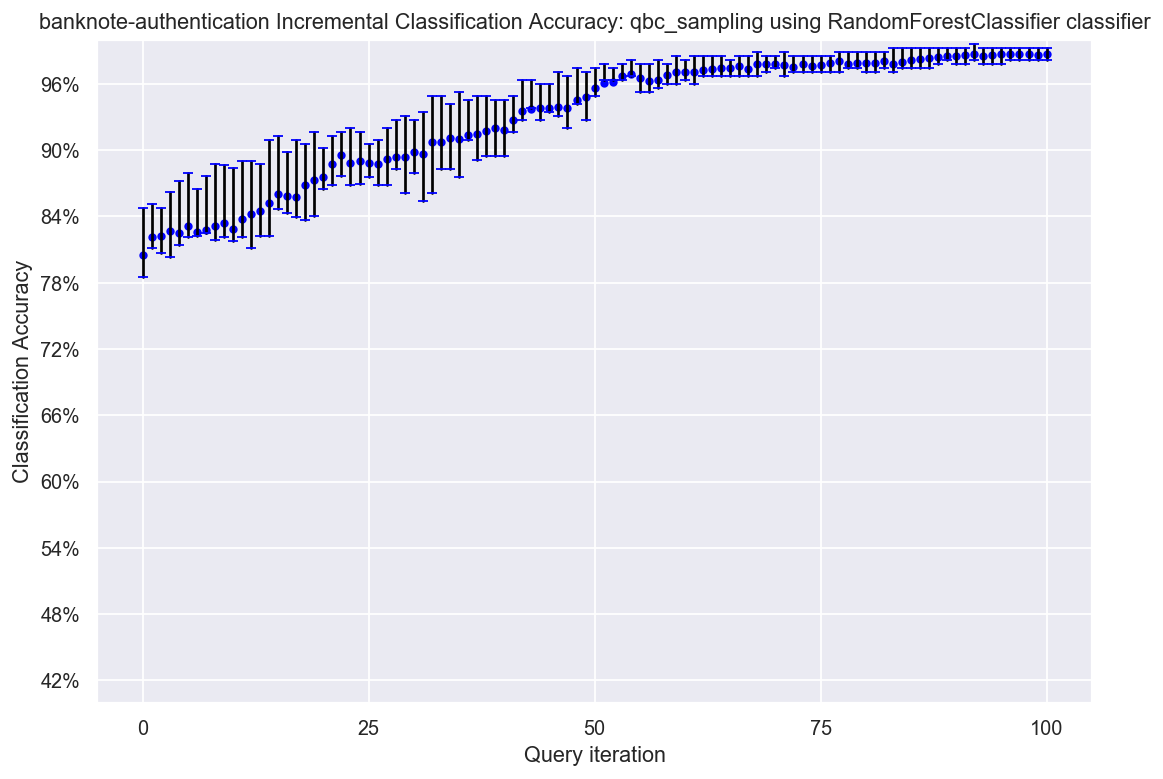 banknote-authentication Incremental Classification Accuracy: qbc_sampling using RandomForestClassifier classifier
Classification Accuracy
96%
90%
84%
78%
72%
66%
60%
54%
48%
42%
0 25 50 75 100
Query iteration